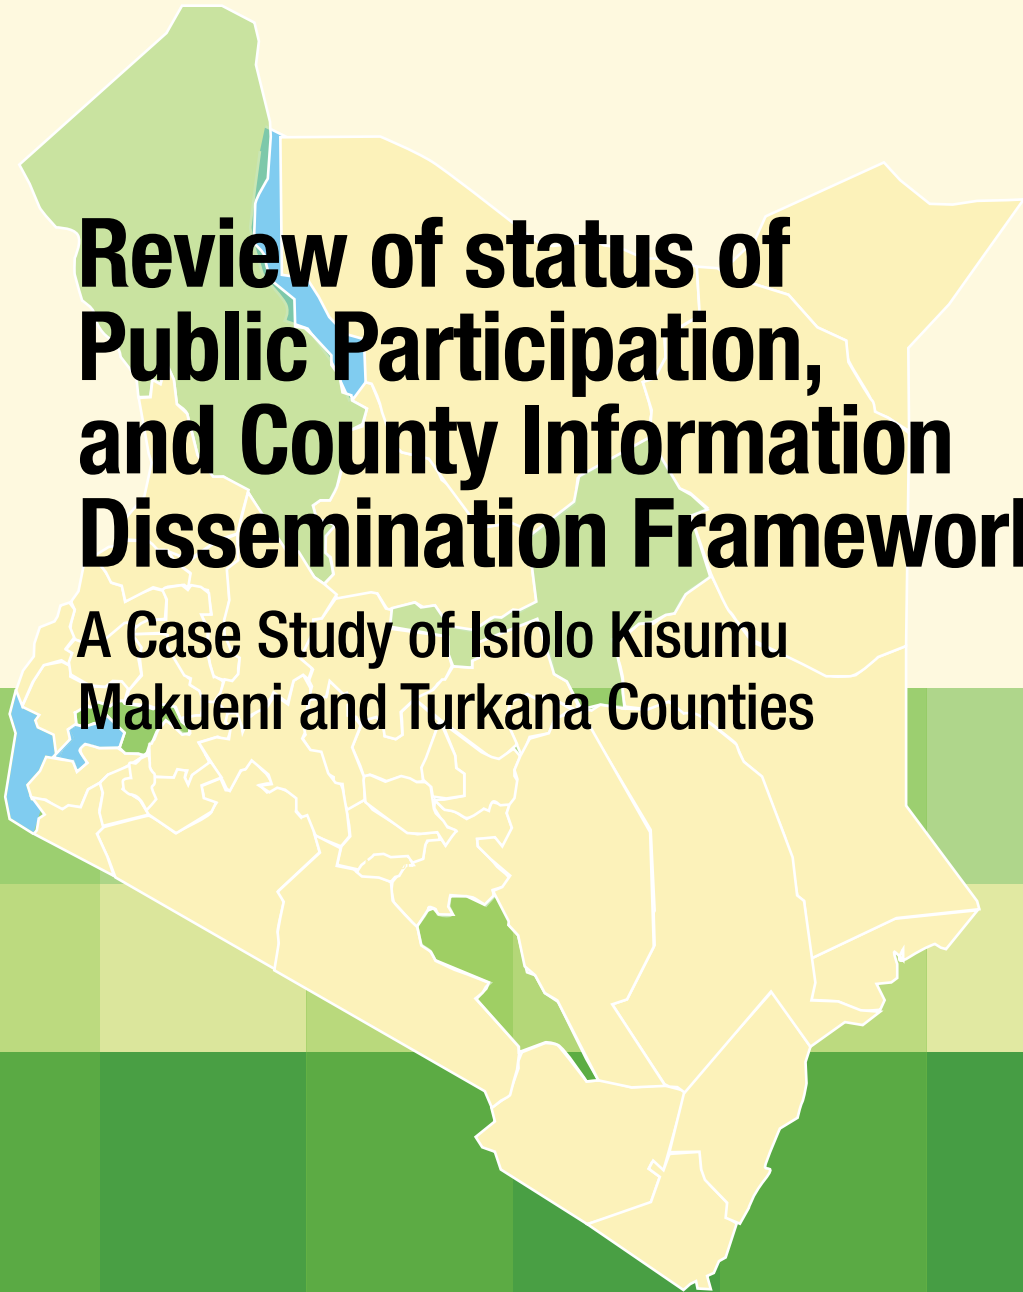 Review of status of
Public Participation,
and County Information
Dissemination Framework
A Case Study of Isiolo Kisumu
Makueni and Turkana Counties